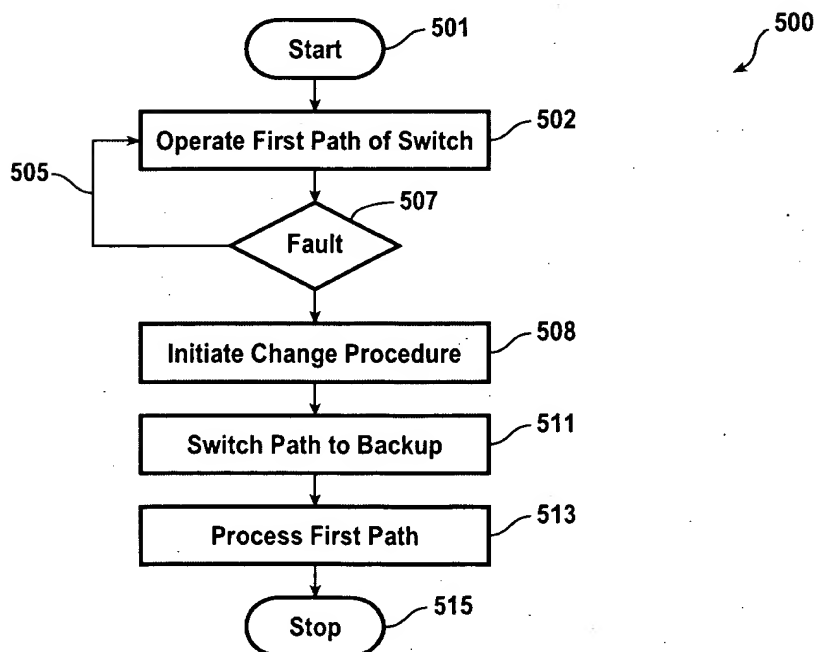 Start
501
500
Operate First Path of Switch
502
505
507
Fault
Initiate Change Procedure
508
Switch Path to Backup
511
Process First Path
513
Stop
515